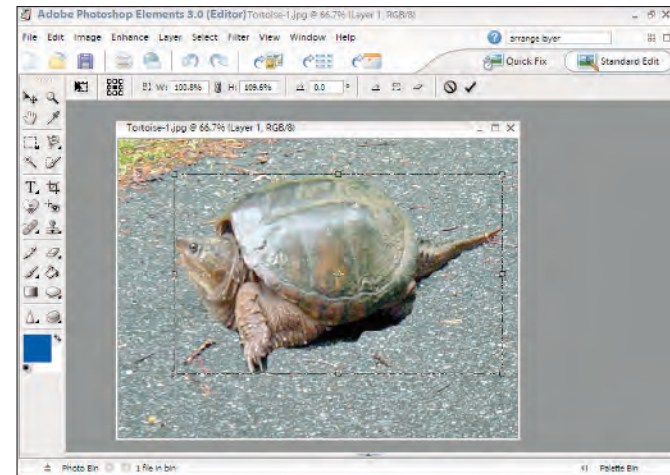 Adobe Photoshop Elements 3.0 (Editor) Tortoise-1.jpg @ 66.7% (Layer 1, RGB/8)
File Edit Image Enhance Layer Select Filter View Window Help arrange layer
Quick Fix Standard Edit
W: 100.8% H: 109.6% 0.0 °
Tortoise-1.jpg @ 66.7% (Layer 1, RGB/8)
T
Photo Bin 1 file in bin Palette Bin